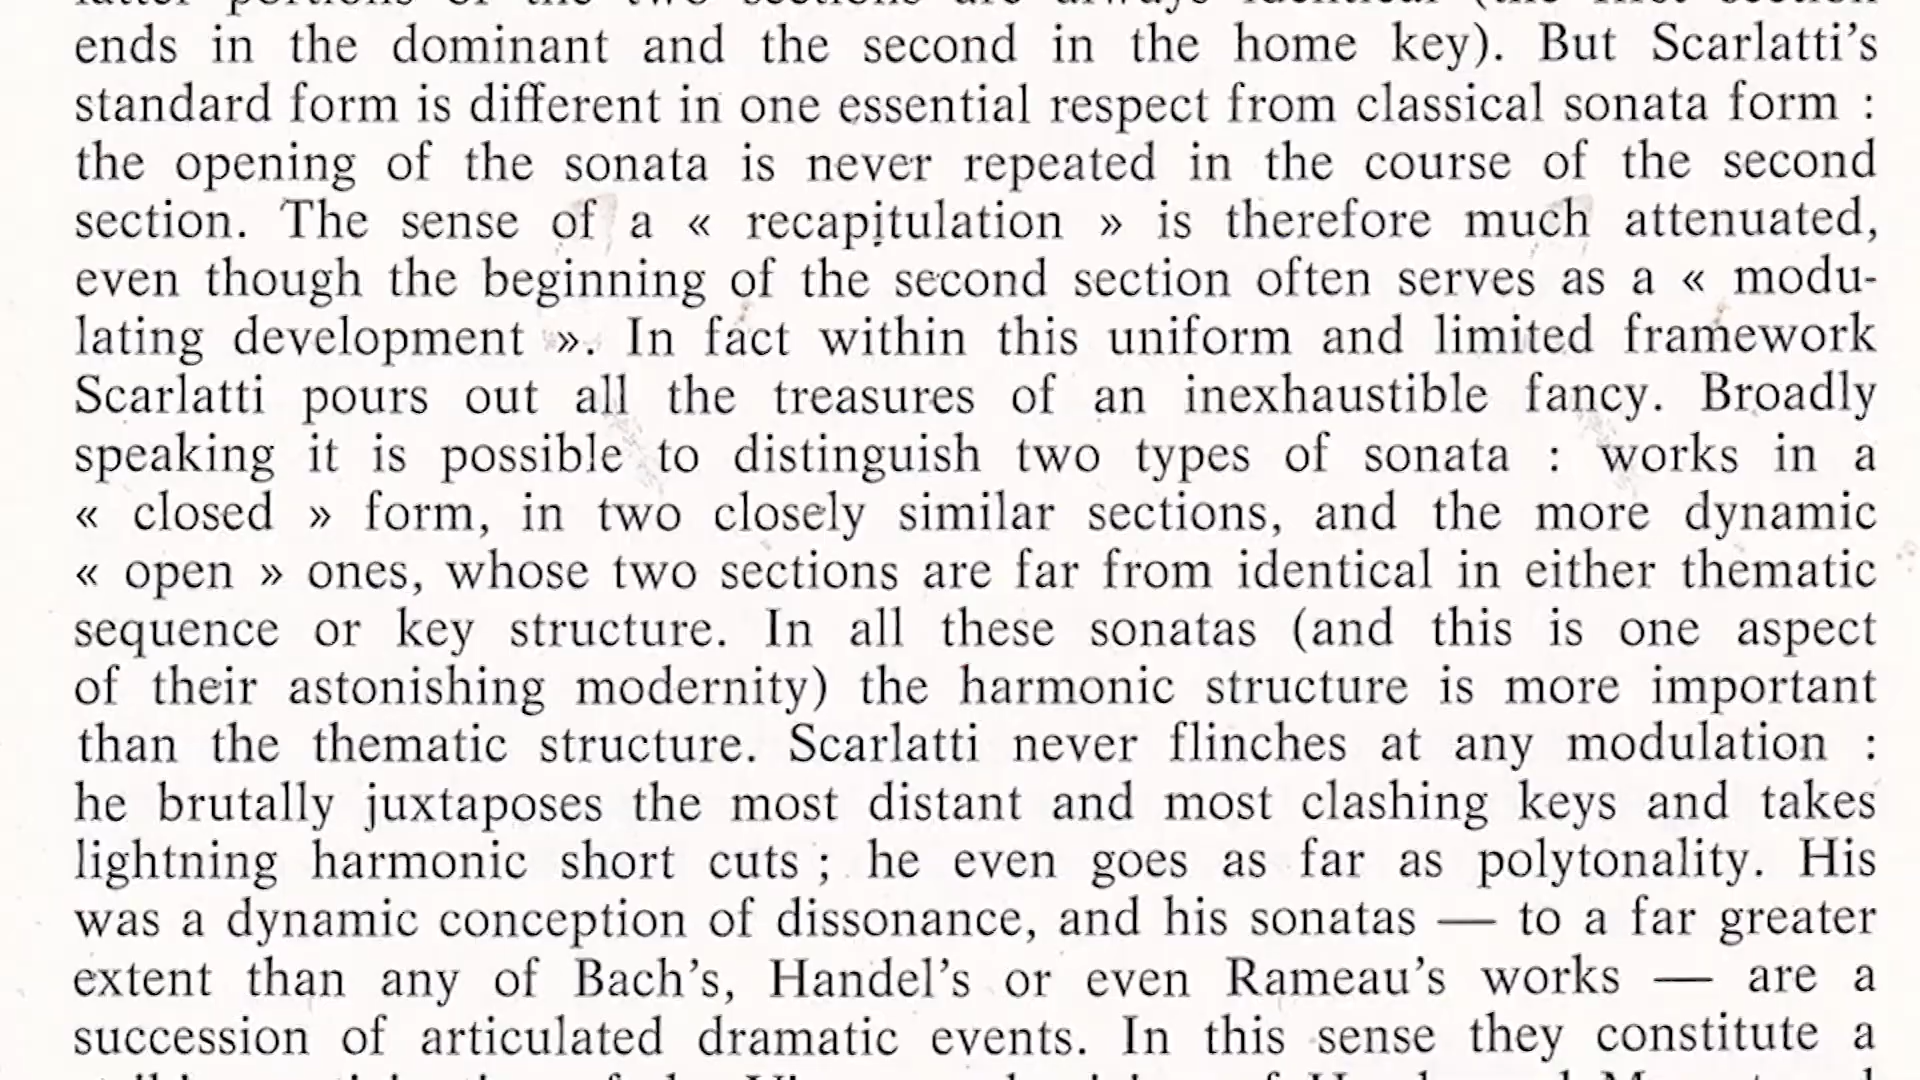 ends in the dominant and the second in the home key). But Scarlatti's
standard form is different in one essential respect from classical sonata form :
the opening of the sonata is never repeated in the course of the second
section. The sense of a « recapitulation » is therefore much attenuated,
even though the beginning of the second section often serves as a « modu-
lating development ». In fact within this uniform and limited framework
Scarlatti pours out all the treasures of an inexhaustible fancy. Broadly
speaking it is possible to distinguish two types of sonata : works in a
« closed » form, in two closely similar sections, and the more dynamic
« open » ones, whose two sections are far from identical in either thematic
sequence or key structure. In all these sonatas (and this is one aspect
of their astonishing modernity) the harmonic structure is more important
than the thematic structure. Scarlatti never flinches at any modulation :
he brutally juxtaposes the most distant and most clashing keys and takes
lightning harmonic short cuts ; he even goes as far as polytonality. His
was a dynamic conception of dissonance, and his sonatas — to a far greater
extent than any of Bach's, Handel's or even Rameau's works — are a
succession of articulated dramatic events. In this sense they constitute a